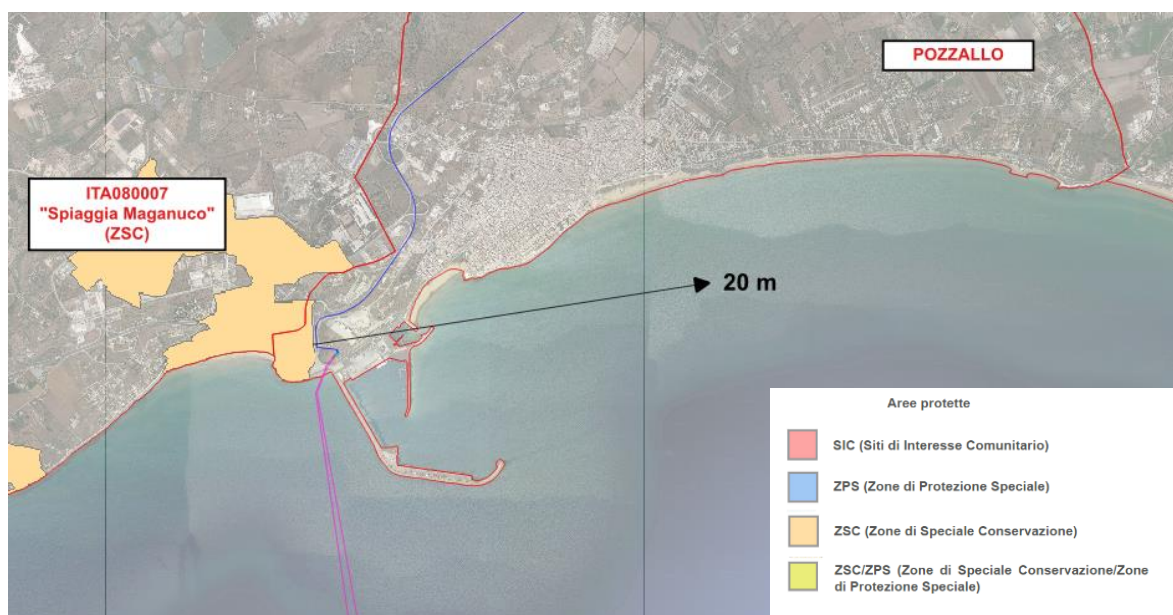 POZZALLO
ITA080007
"Spiaggia Maganuco"
(ZSC)
20 m
Aree protette
SIC (Siti di Interesse Comunitario)
ZPS (Zone di Protezione Speciale)
ZSC (Zone di Speciale Conservazione)
ZSC/ZPS (Zone di Speciale Conservazione/Zone
di Protezione Speciale)